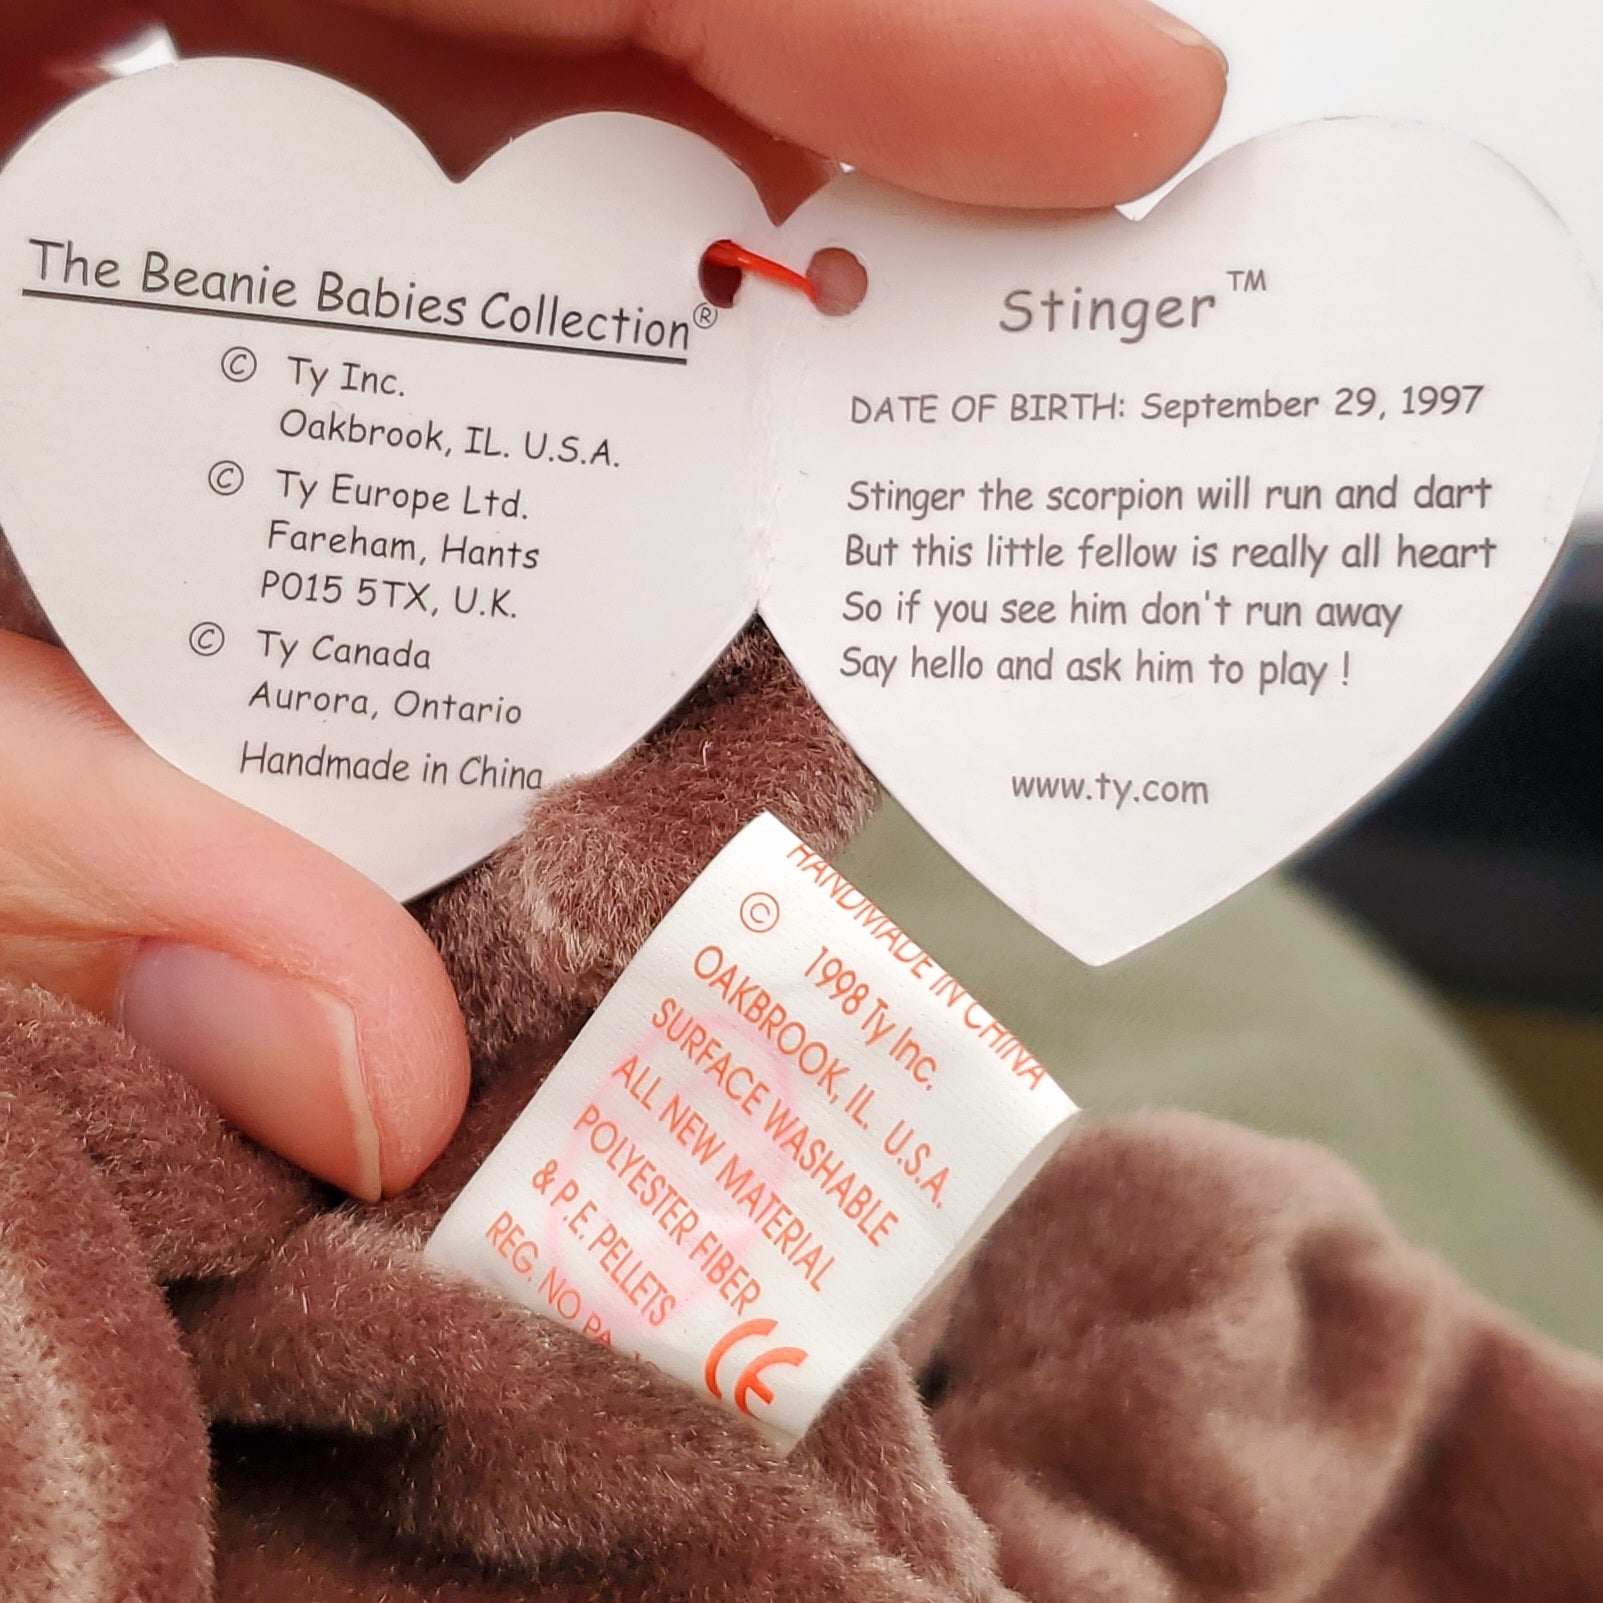 The Beanie Babies Collection®
© Ty Inc.
Oakbrook, IL. U.S.A.
© Ty Europe Ltd.
Fareham, Hants
PO15 5TX, U.K.
© Ty Canada
Aurora, Ontario
Handmade in China
Stinger™
DATE OF BIRTH: September 29, 1997
Stinger the scorpion will run and dart
But this little fellow is really all heart
So if you see him don't run away
Say hello and ask him to play !
www.ty.com
HANDMADE IN CHINA
© 1998 Ty Inc.
OAKBROOK, IL. U.S.A.
SURFACE WASHABLE
ALL NEW MATERIAL
POLYESTER FIBER
& P.E. PELLETS
REG. NO
CE